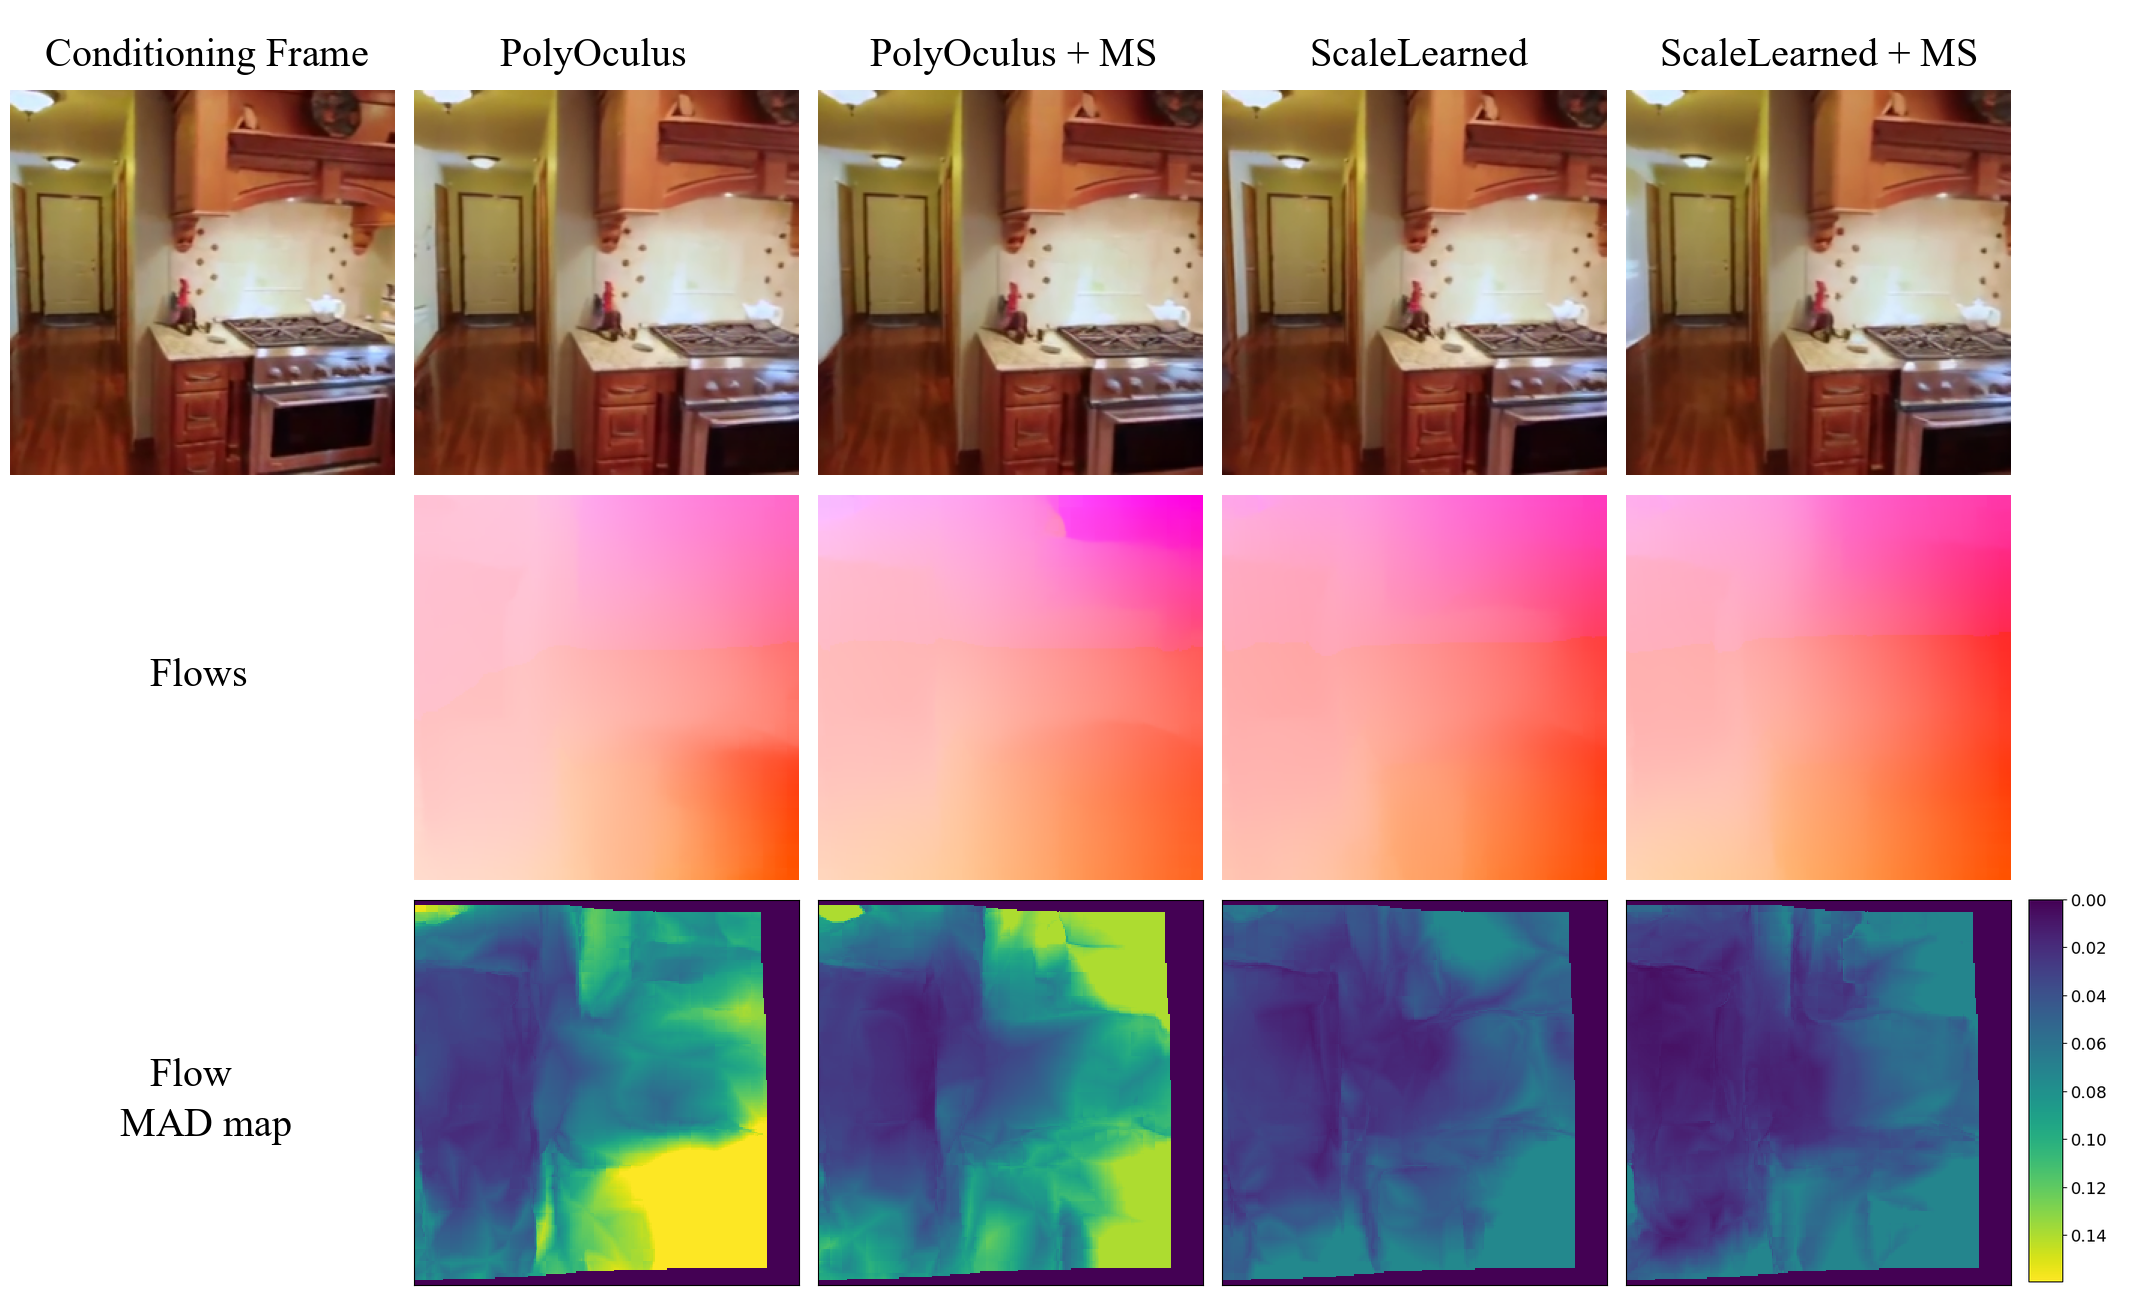 Conditioning Frame
PolyOculus
PolyOculus + MS
ScaleLearned
ScaleLearned + MS
Flows
Flow
MAD map
0.00
0.02
0.04
0.06
0.08
0.10
0.12
0.14